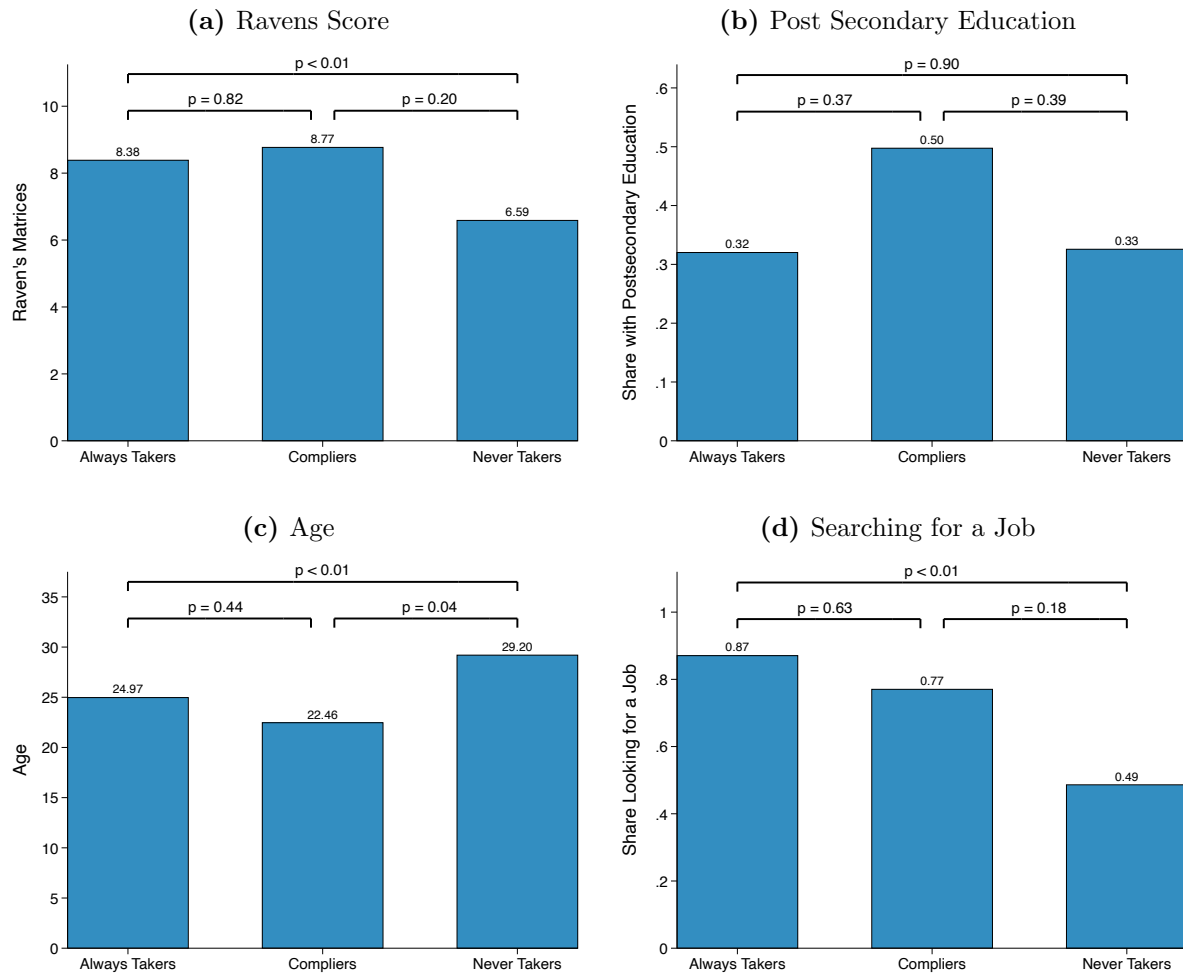 (a) Ravens Score
p < 0.01
p = 0.82
p = 0.20
8.38
8.77
6.59
Raven's Matrices
10
8
6
4
2
0
Always Takers
Compliers
Never Takers
(b) Post Secondary Education
p = 0.90
p = 0.37
p = 0.39
0.32
0.50
0.33
Share with Postsecondary Education
.6
.5
.4
.3
.2
.1
0
Always Takers
Compliers
Never Takers
(c) Age
p < 0.01
p = 0.44
p = 0.04
24.97
22.46
29.20
Age
35
30
25
20
15
10
5
0
Always Takers
Compliers
Never Takers
(d) Searching for a Job
p < 0.01
p = 0.63
p = 0.18
0.87
0.77
0.49
Share Looking for a Job
1
.8
.6
.4
.2
0
Always Takers
Compliers
Never Takers